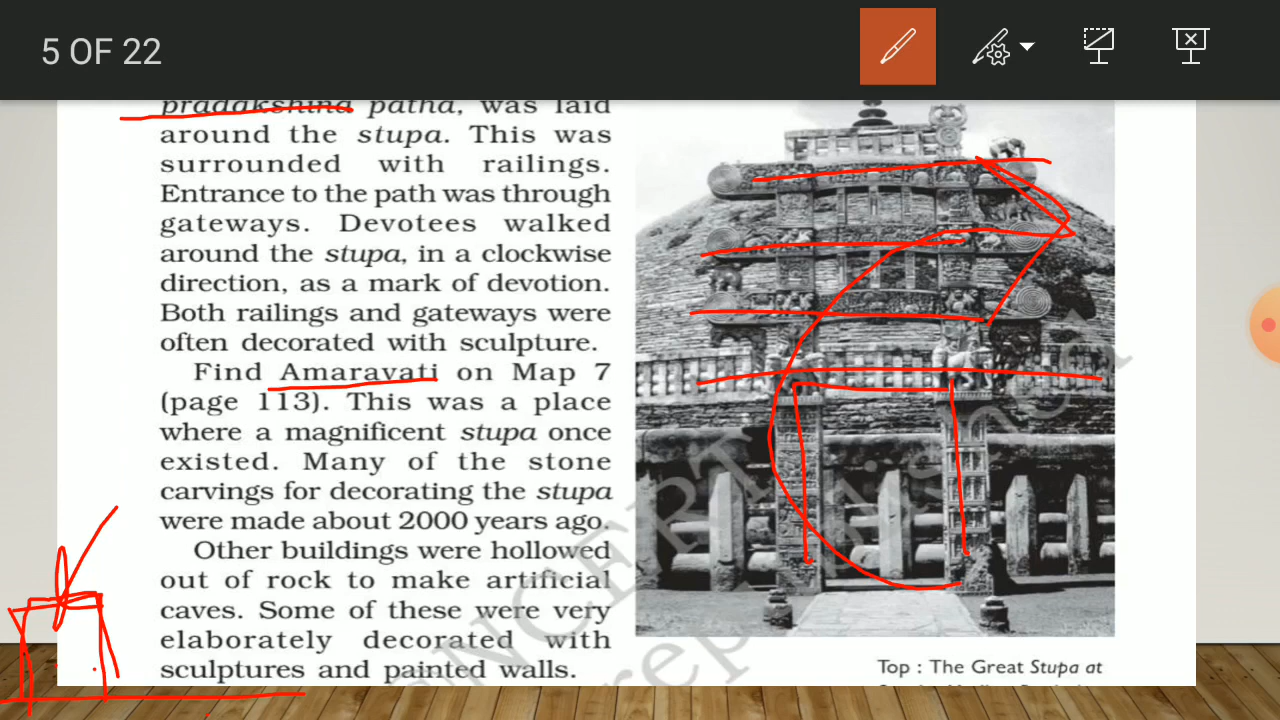 5 OF 22
pradakshina patha, was laid
around the stupa. This was
surrounded with railings.
Entrance to the path was through
gateways. Devotees walked
around the stupa, in a clockwise
direction, as a mark of devotion.
Both railings and gateways were
often decorated with sculpture.
Find Amaravati on Map 7
(page 113). This was a place
where a magnificent stupa once
existed. Many of the stone
carvings for decorating the stupa
were made about 2000 years ago.
Other buildings were hollowed
out of rock to make artificial
caves. Some of these were very
elaborately decorated with
sculptures and painted walls.
Top : The Great Stupa at
NCERT
republished